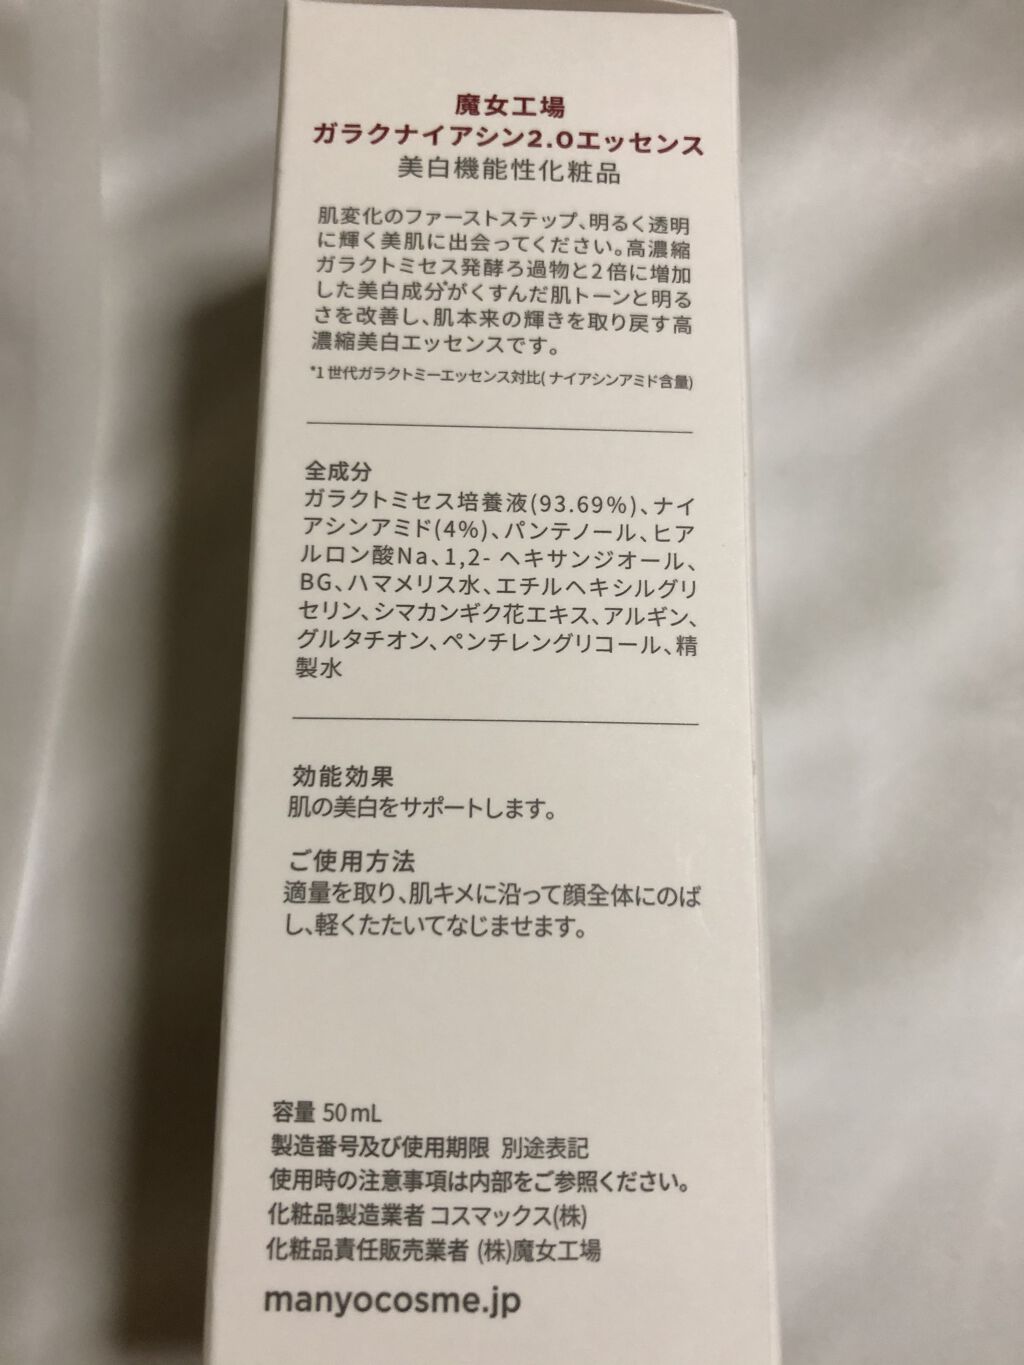 魔女工場
ガラクナイアシン2.0エッセンス
美白機能性化粧品
肌変化のファーストステップ、明るく透明
に輝く美肌に出会ってください。高濃縮
ガラクトミセス発酵ろ過物と2倍に増加
した美白成分*がくすんだ肌トーンと明る
さを改善し、肌本来の輝きを取り戻す高
濃縮美白エッセンスです。
*1世代ガラクトミーエッセンス対比(ナイアシンアミド含量)
全成分
ガラクトミセス培養液(93.69%)、ナイ
アシンアミド(4%)、パンテノール、ヒア
ルロン酸Na、1,2-ヘキサンジオール、
BG、ハマメリス水、エチルヘキシルグリ
セリン、シマカンギク花エキス、アルギン、
グルタチオン、ペンチレングリコール、精
製水
効能効果
肌の美白をサポートします。
ご使用方法
適量を取り、肌キメに沿って顔全体にのば
し、軽くたたいてなじませます。
容量 50mL
製造番号及び使用期限 別途表記
使用時の注意事項は内部をご参照ください。
化粧品製造業者 コスマックス(株)
化粧品責任販売業者 (株)魔女工場
manyocosme.jp